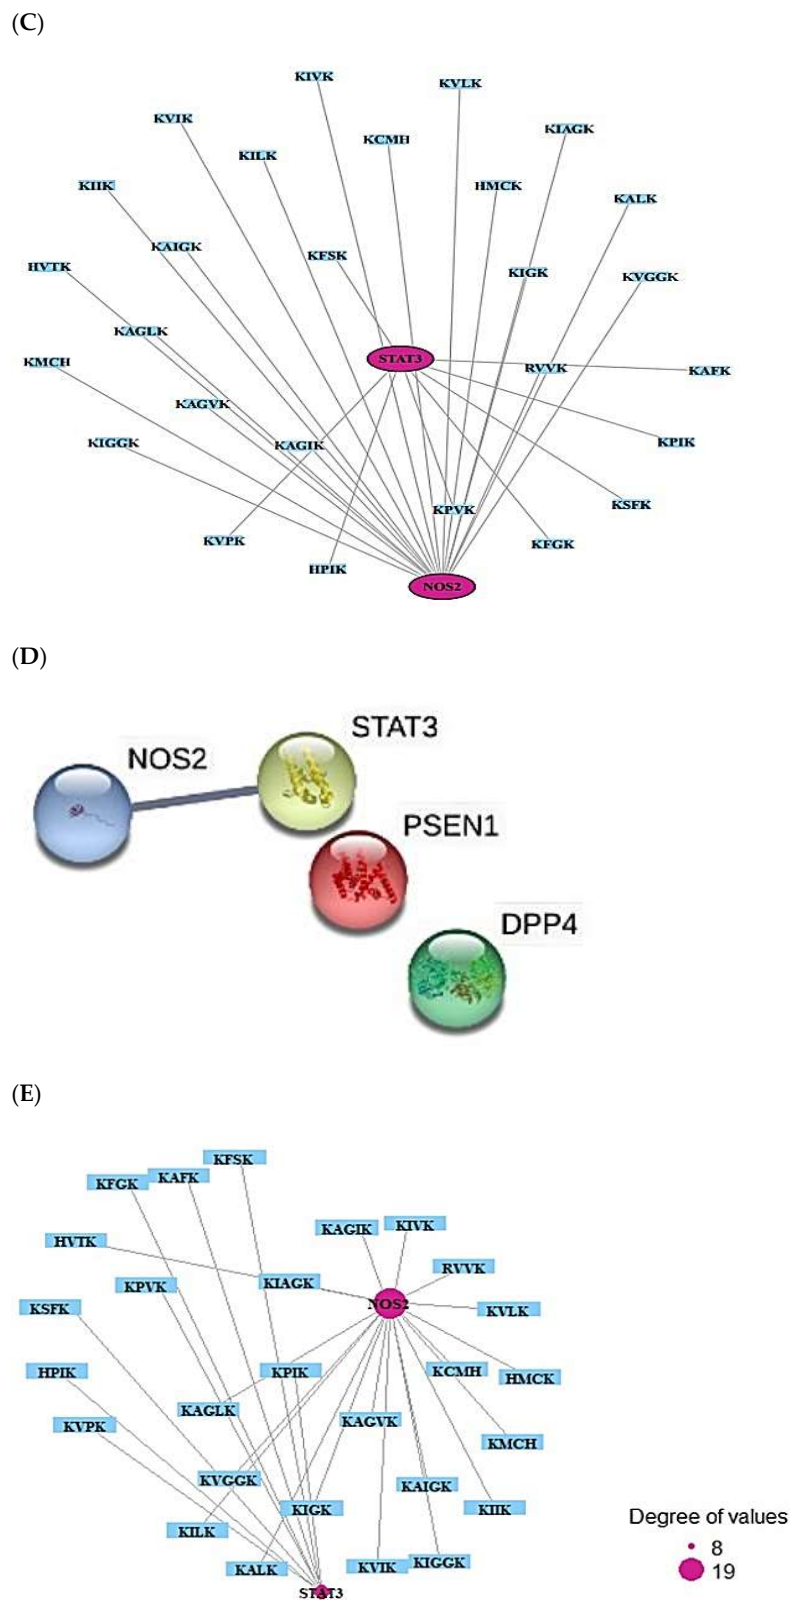 (C)
KIVK
KVLK
KVIK
KIAGK
KCMH
KILK
KIIK
HMCK
KALK
KAIGK
KFSK
HVTK
KIGK
KVGGK
KAGLK
STAT3
KMCH
RVVK
KAFK
KAGVK
KIGGK
KAGIK
KPIK
KSFK
KPVK
KVPK
KFGK
HPIK
NOS2
(D)
STAT3
NOS2
PSEN1
DPP4
(E)
KFSK
KAFK
KFGK
KAGIK
KIVK
HVTK
RVVK
KIAGK
KPVK
NOS2
KSFK
KVLK
HPIK
KPIK
KCMH
HMCK
KAGLK
KAGVK
KVPK
KMCH
KVGGK
KAIGK
KIGK
KIIK
Degree of values
KILK
8
KALK
KVIK
KIGGK
19
STAT3